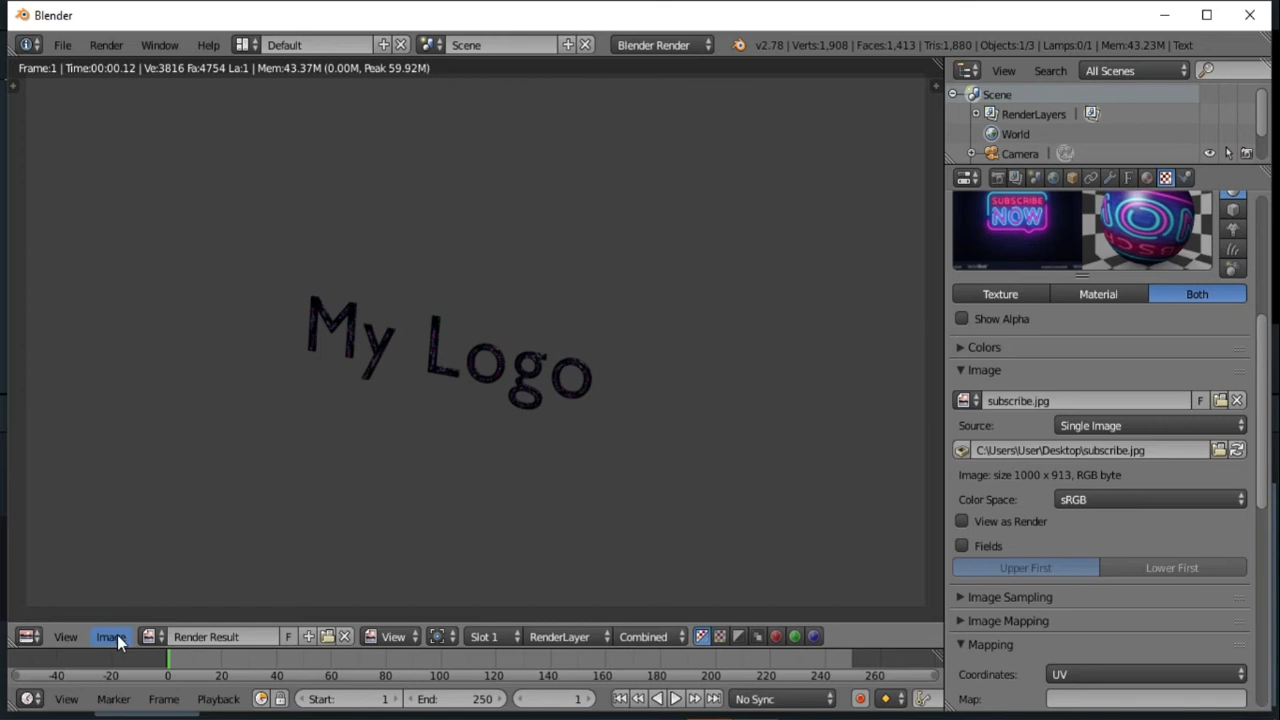 Blender
File Render Window Help Default Scene Blender Render v2.78 | Verts:1,908 | Faces:1,413 | Tris:1,880 | Objects:1/3 | Lamps:0/1 | Mem:43.23M | Text
Frame:1 | Time:00:00.12 | Ve:3816 Fa:4754 La:1 | Mem:43.37M (0.00M, Peak 59.92M)
View Search All Scenes
Scene
RenderLayers
World
Camera
SUBSCRIBE
NOW
Texture Material Both
Show Alpha
Colors
Image
subscribe.jpg F
Source: Single Image
C:\Users\User\Desktop\subscribe.jpg
Image: size 1000 x 913, RGB byte
Color Space: sRGB
View as Render
Fields
Upper First Lower First
Image Sampling
Image Mapping
Mapping
Coordinates: UV
Map:
My Logo
View Image Render Result F View Slot 1 RenderLayer Combined
-40 -20 0 20 40 60 80 100 120 140 160 180 200 220 240 260
View Marker Frame Playback Start: 1 End: 250 1 No Sync